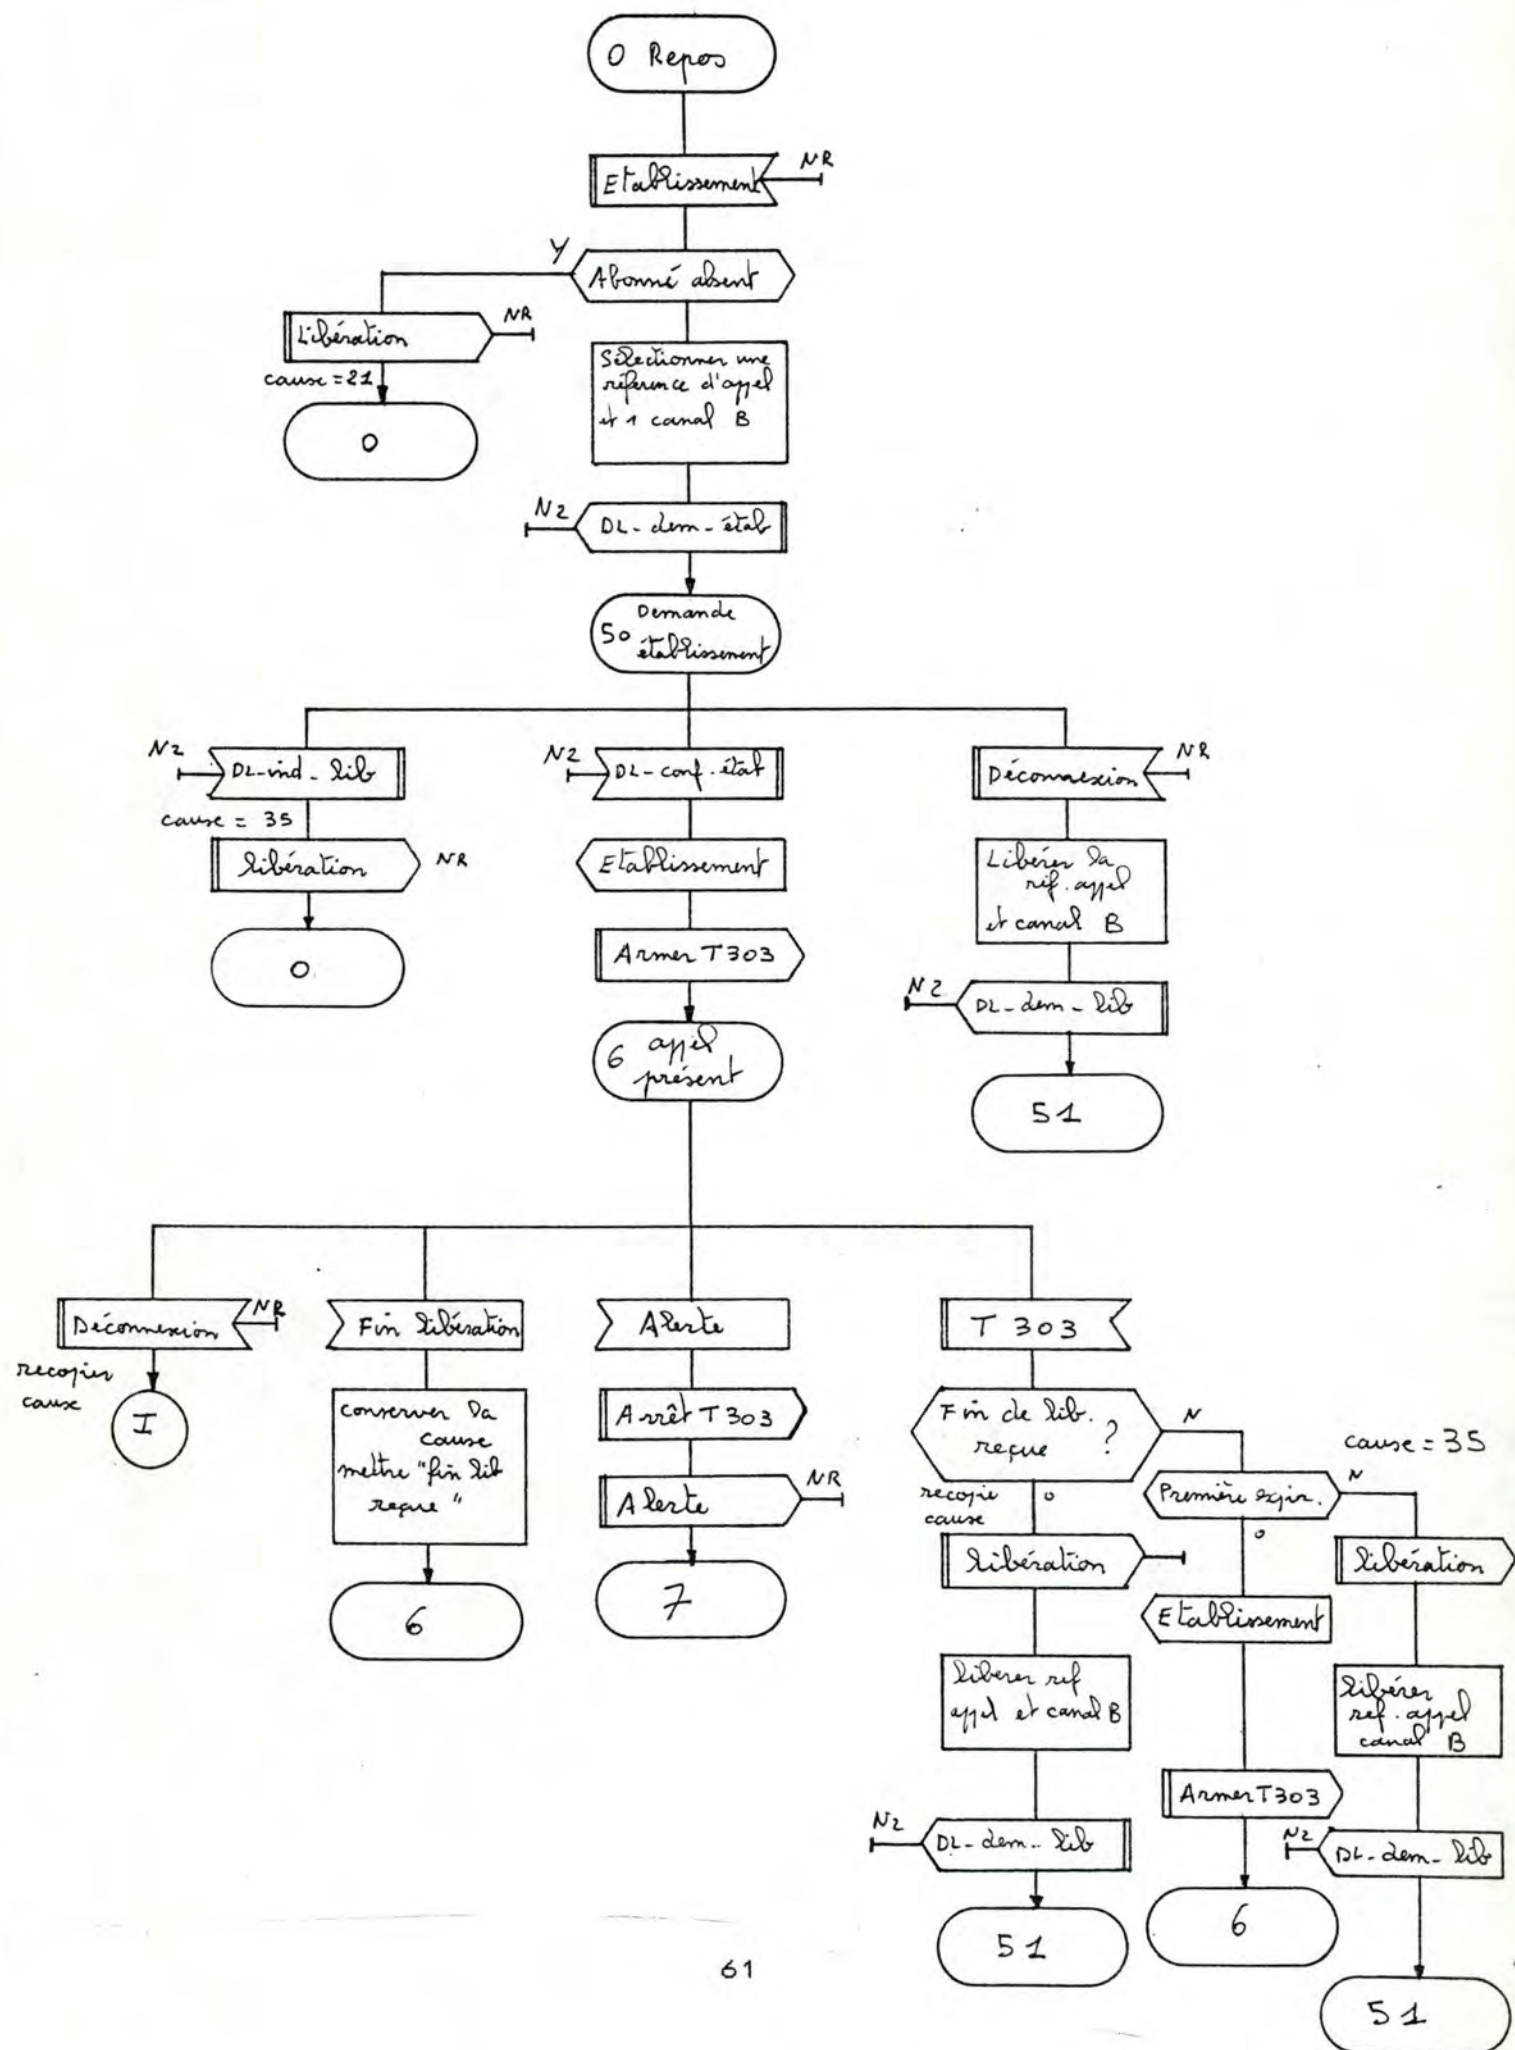 0 Repos
Etablissement
NR
Y
Abonné absent
Libération
NR
cause = 21
0
Sélectionner une
référence d'appel
et 1 canal B
N2
DL-dem-étab
50 Demande
établissement
N2
DL-ind-lib
cause = 35
libération
NR
0
N2
DL-conf.étab
Etablissement
Armer T303
6 appel
présent
Déconnexion
NR
Libérer la
réf. appel
et canal B
N2
DL-dem-lib
51
Déconnexion
NR
recopier
cause
I
Fin libération
conserver la
cause
mettre "fin lib
reçue"
6
Alerte
Arrêt T303
Alerte
NR
7
T 303
Fin de lib.
reçue ?
N
recopie
cause
o
libération
liberer ref
appel et canal B
N2
DL-dem-lib
51
Première expir.
N
o
Etablissement
Armer T303
6
cause = 35
libération
libérer
ref. appel
canal B
N2
DL-dem-lib
51
61